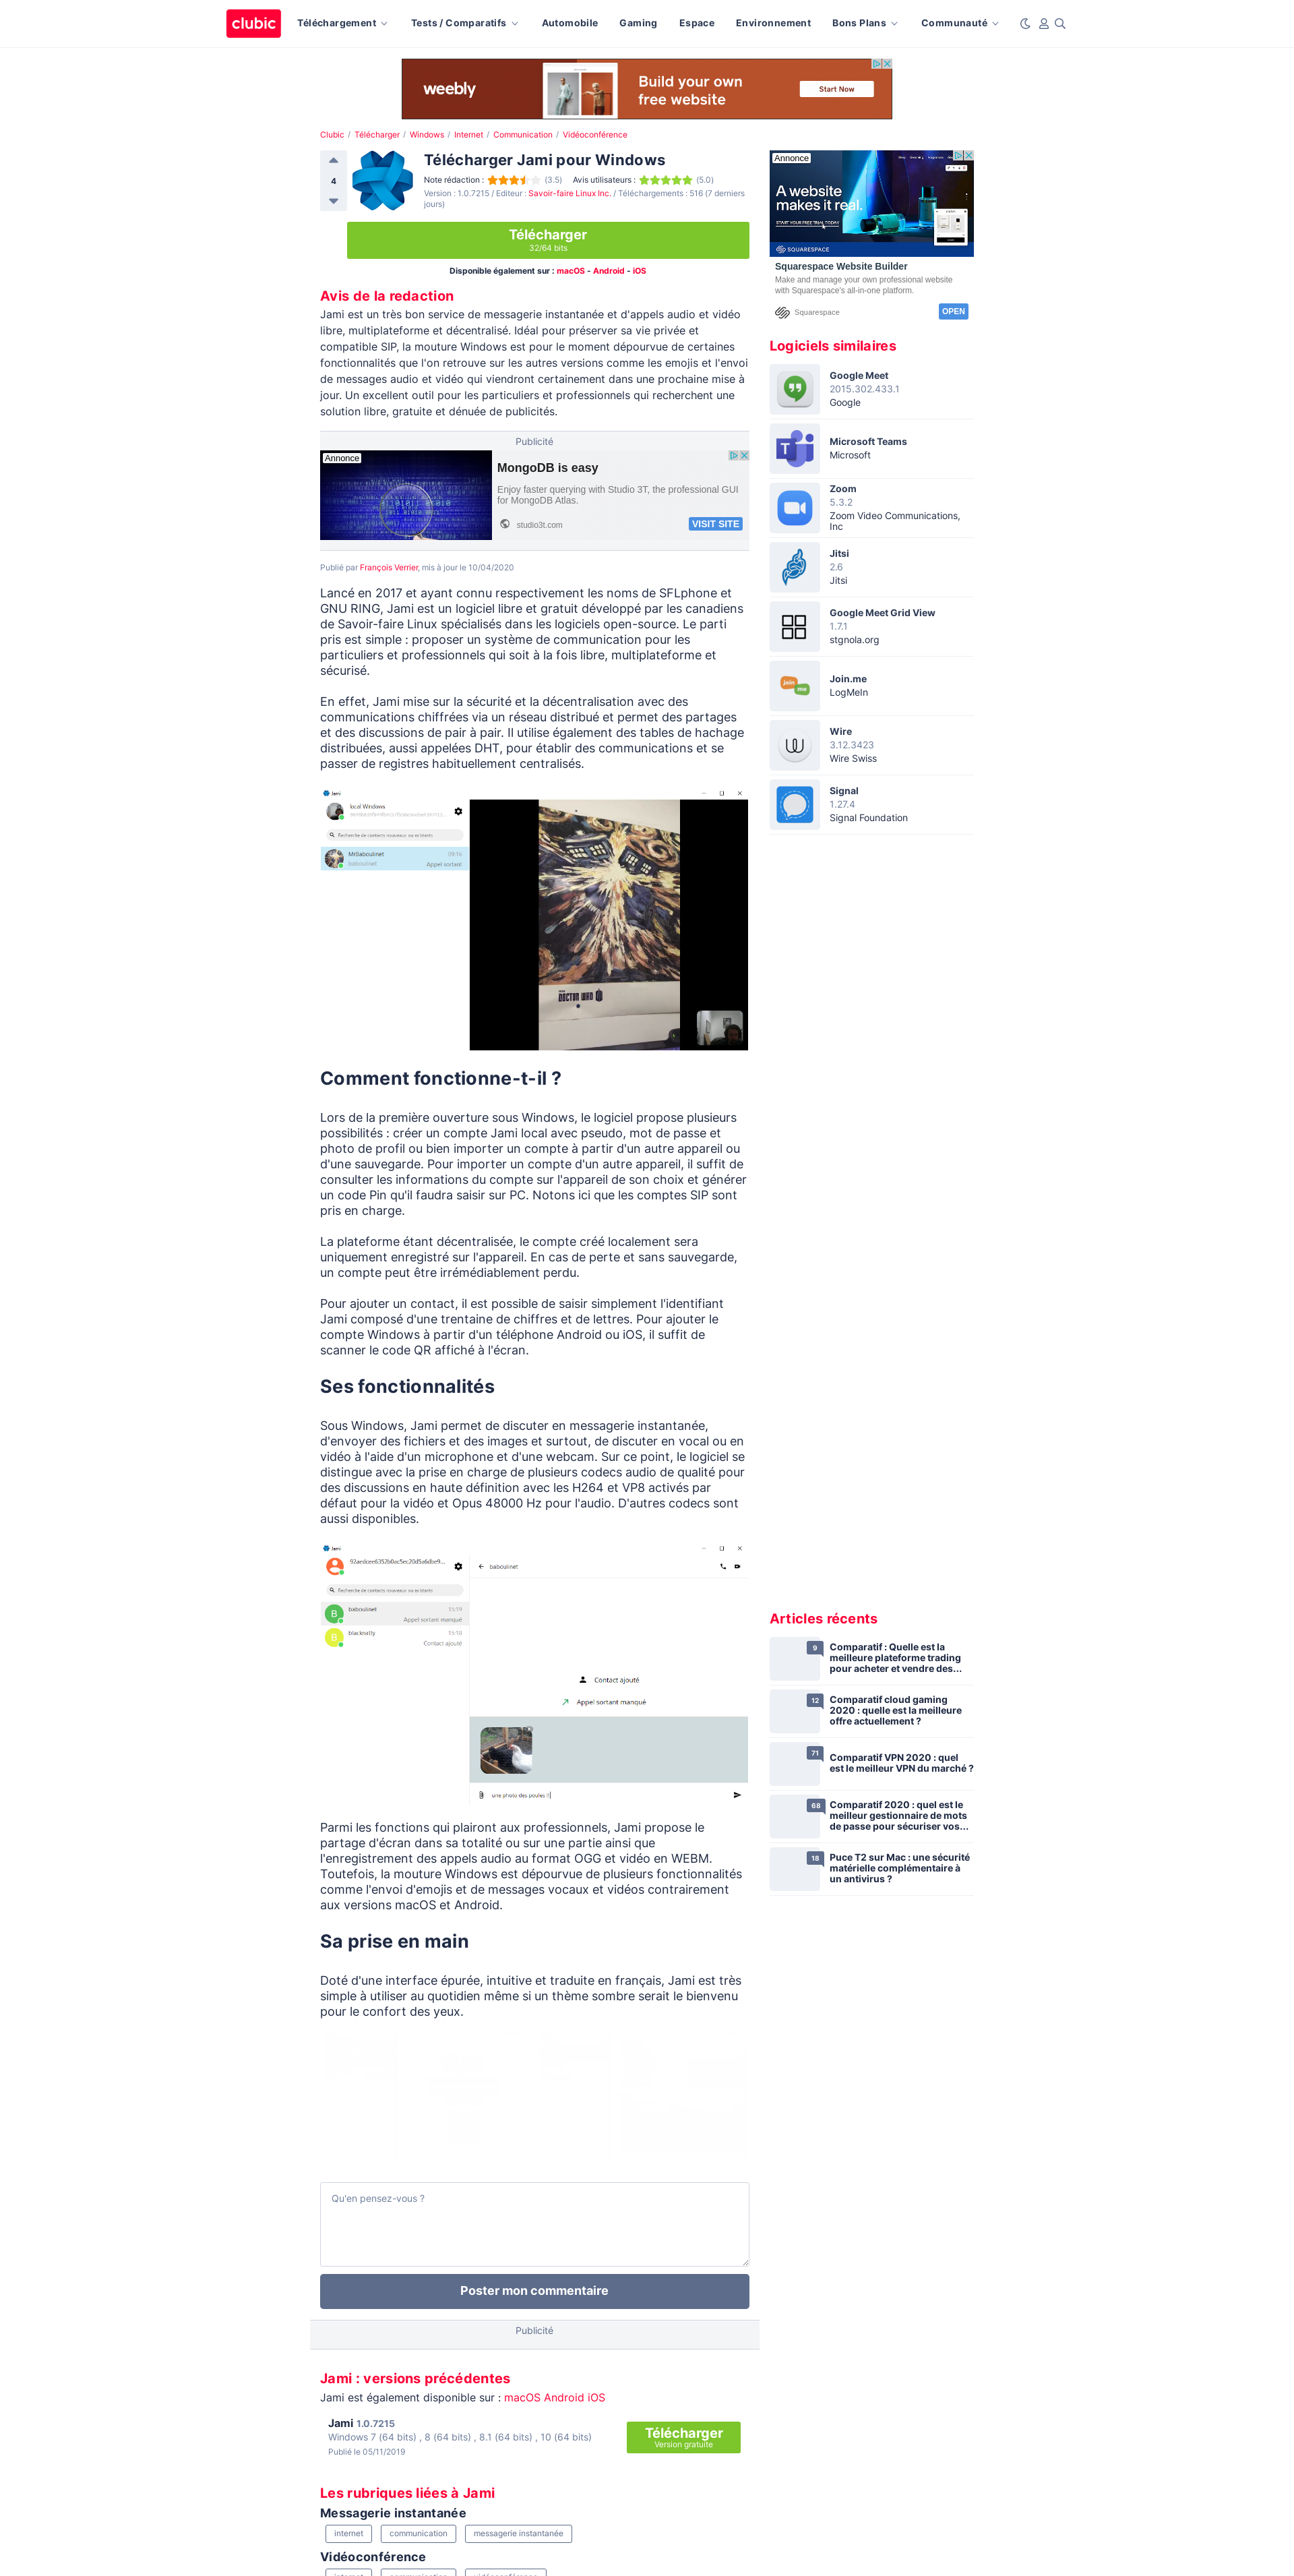 clubic
Téléchargement
Tests / Comparatifs
Automobile
Gaming
Espace
Environnement
Bons Plans
Communauté
weebly
Build your own
free website
Start Now
Clubic / Télécharger / Windows / Internet / Communication / Vidéoconférence
4
Télécharger Jami pour Windows
Note rédaction : (3.5) Avis utilisateurs : (5.0)
Version : 1.0.7215 / Editeur : Savoir-faire Linux Inc. / Téléchargements : 516 (7 derniers
jours)
Télécharger
32/64 bits
Disponible également sur : macOS - Android - iOS
Avis de la redaction
Jami est un très bon service de messagerie instantanée et d'appels audio et vidéo
libre, multiplateforme et décentralisé. Idéal pour préserver sa vie privée et
compatible SIP, la mouture Windows est pour le moment dépourvue de certaines
fonctionnalités que l'on retrouve sur les autres versions comme les emojis et l'envoi
de messages audio et vidéo qui viendront certainement dans une prochaine mise à
jour. Un excellent outil pour les particuliers et professionnels qui recherchent une
solution libre, gratuite et dénuée de publicités.
Publicité
Annonce
MongoDB is easy
Enjoy faster querying with Studio 3T, the professional GUI
for MongoDB Atlas.
studio3t.com
VISIT SITE
Publié par François Verrier, mis à jour le 10/04/2020
Lancé en 2017 et ayant connu respectivement les noms de SFLphone et
GNU RING, Jami est un logiciel libre et gratuit développé par les canadiens
de Savoir-faire Linux spécialisés dans les logiciels open-source. Le parti
pris est simple : proposer un système de communication pour les
particuliers et professionnels qui soit à la fois libre, multiplateforme et
sécurisé.
En effet, Jami mise sur la sécurité et la décentralisation avec des
communications chiffrées via un réseau distribué et permet des partages
et des discussions de pair à pair. Il utilise également des tables de hachage
distribuées, aussi appelées DHT, pour établir des communications et se
passer de registres habituellement centralisés.
Jami
local Windows
Recherche de contacts nouveaux ou existants
MrBaboulinet
09:16
baboulinet
Appel sortant
DOCTOR WHO
Comment fonctionne-t-il ?
Lors de la première ouverture sous Windows, le logiciel propose plusieurs
possibilités : créer un compte Jami local avec pseudo, mot de passe et
photo de profil ou bien importer un compte à partir d'un autre appareil ou
d'une sauvegarde. Pour importer un compte d'un autre appareil, il suffit de
consulter les informations du compte sur l'appareil de son choix et générer
un code Pin qu'il faudra saisir sur PC. Notons ici que les comptes SIP sont
pris en charge.
La plateforme étant décentralisée, le compte créé localement sera
uniquement enregistré sur l'appareil. En cas de perte et sans sauvegarde,
un compte peut être irrémédiablement perdu.
Pour ajouter un contact, il est possible de saisir simplement l'identifiant
Jami composé d'une trentaine de chiffres et de lettres. Pour ajouter le
compte Windows à partir d'un téléphone Android ou iOS, il suffit de
scanner le code QR affiché à l'écran.
Ses fonctionnalités
Sous Windows, Jami permet de discuter en messagerie instantanée,
d'envoyer des fichiers et des images et surtout, de discuter en vocal ou en
vidéo à l'aide d'un microphone et d'une webcam. Sur ce point, le logiciel se
distingue avec la prise en charge de plusieurs codecs audio de qualité pour
des discussions en haute définition avec les H264 et VP8 activés par
défaut pour la vidéo et Opus 48000 Hz pour l'audio. D'autres codecs sont
aussi disponibles.
Jami
baboulinet
Recherche de contacts nouveaux ou existants
B
baboulinet
15:19
Appel sortant manqué
B
blacknally
15:18
Contact ajouté
Contact ajouté
Appel sortant manqué
une photo des poules !!
Parmi les fonctions qui plairont aux professionnels, Jami propose le
partage d'écran dans sa totalité ou sur une partie ainsi que
l'enregistrement des appels audio au format OGG et vidéo en WEBM.
Toutefois, la mouture Windows est dépourvue de plusieurs fonctionnalités
comme l'envoi d'emojis et de messages vocaux et vidéos contrairement
aux versions macOS et Android.
Sa prise en main
Doté d'une interface épurée, intuitive et traduite en français, Jami est très
simple à utiliser au quotidien même si un thème sombre serait le bienvenu
pour le confort des yeux.
Qu'en pensez-vous ?
Poster mon commentaire
Publicité
Jami : versions précédentes
Jami est également disponible sur : macOS Android iOS
Jami 1.0.7215
Windows 7 (64 bits) , 8 (64 bits) , 8.1 (64 bits) , 10 (64 bits)
Publié le 05/11/2019
Télécharger
Version gratuite
Les rubriques liées à Jami
Messagerie instantanée
internet
communication
messagerie instantanée
Vidéoconférence
internet
communication
vidéoconférence
Annonce
A website
makes it real.
START YOUR FREE TRIAL TODAY
SQUARESPACE
Squarespace Website Builder
Make and manage your own professional website
with Squarespace's all-in-one platform.
Squarespace
OPEN
Logiciels similaires
Google Meet
2015.302.433.1
Google
Microsoft Teams
Microsoft
Zoom
5.3.2
Zoom Video Communications,
Inc
Jitsi
2.6
Jitsi
Google Meet Grid View
1.7.1
stgnola.org
join
me
Join.me
LogMeIn
Wire
3.12.3423
Wire Swiss
Signal
1.27.4
Signal Foundation
Articles récents
9
Comparatif : Quelle est la
meilleure plateforme trading
pour acheter et vendre des...
12
Comparatif cloud gaming
2020 : quelle est la meilleure
offre actuellement ?
71
Comparatif VPN 2020 : quel
est le meilleur VPN du marché ?
68
Comparatif 2020 : quel est le
meilleur gestionnaire de mots
de passe pour sécuriser vos...
18
Puce T2 sur Mac : une sécurité
matérielle complémentaire à
un antivirus ?